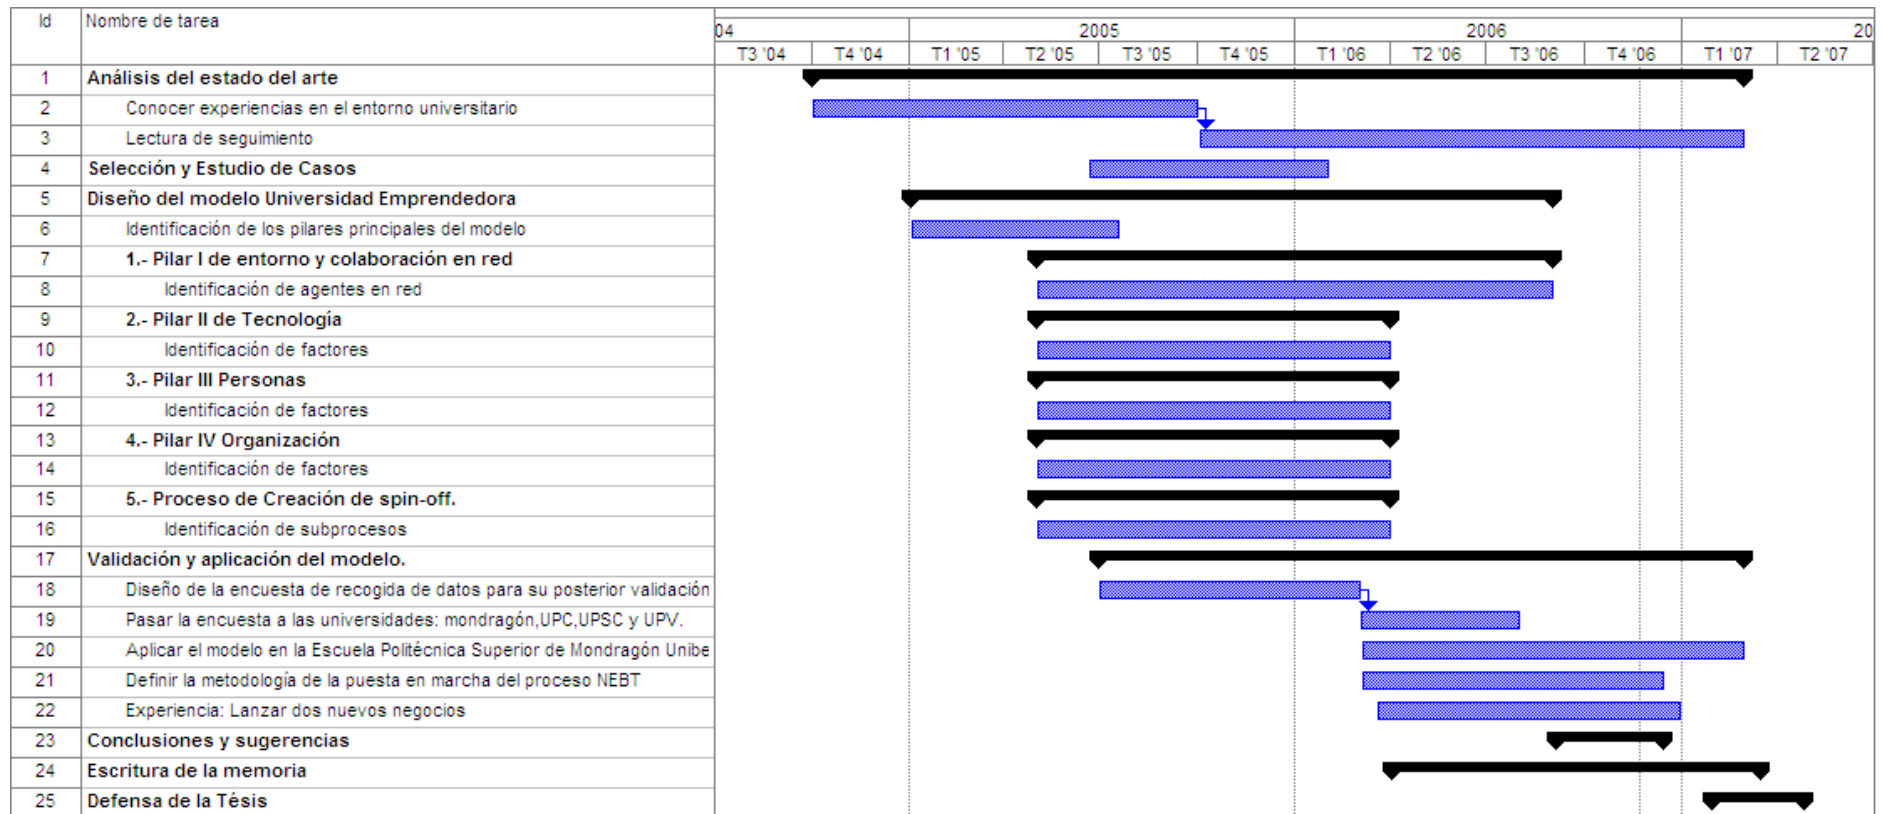 Id Nombre de tarea
04 2005 2006 20
T3 '04 T4 '04 T1 '05 T2 '05 T3 '05 T4 '05 T1 '06 T2 '06 T3 '06 T4 '06 T1 '07 T2 '07
1 Análisis del estado del arte
2 Conocer experiencias en el entorno universitario
3 Lectura de seguimiento
4 Selección y Estudio de Casos
5 Diseño del modelo Universidad Emprendedora
6 Identificación de los pilares principales del modelo
7 1.- Pilar I de entorno y colaboración en red
8 Identificación de agentes en red
9 2.- Pilar II de Tecnología
10 Identificación de factores
11 3.- Pilar III Personas
12 Identificación de factores
13 4.- Pilar IV Organización
14 Identificación de factores
15 5.- Proceso de Creación de spin-off.
16 Identificación de subprocesos
17 Validación y aplicación del modelo.
18 Diseño de la encuesta de recogida de datos para su posterior validación
19 Pasar la encuesta a las universidades: mondragón,UPC,UPSC y UPV.
20 Aplicar el modelo en la Escuela Politécnica Superior de Mondragón Unibe
21 Definir la metodología de la puesta en marcha del proceso NEBT
22 Experiencia: Lanzar dos nuevos negocios
23 Conclusiones y sugerencias
24 Escritura de la memoria
25 Defensa de la Tésis